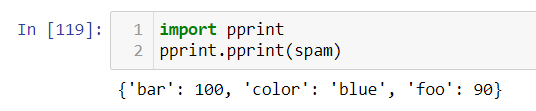 In [119]: 1 import pprint
2 pprint.pprint(spam)
{'bar': 100, 'color': 'blue', 'foo': 90}